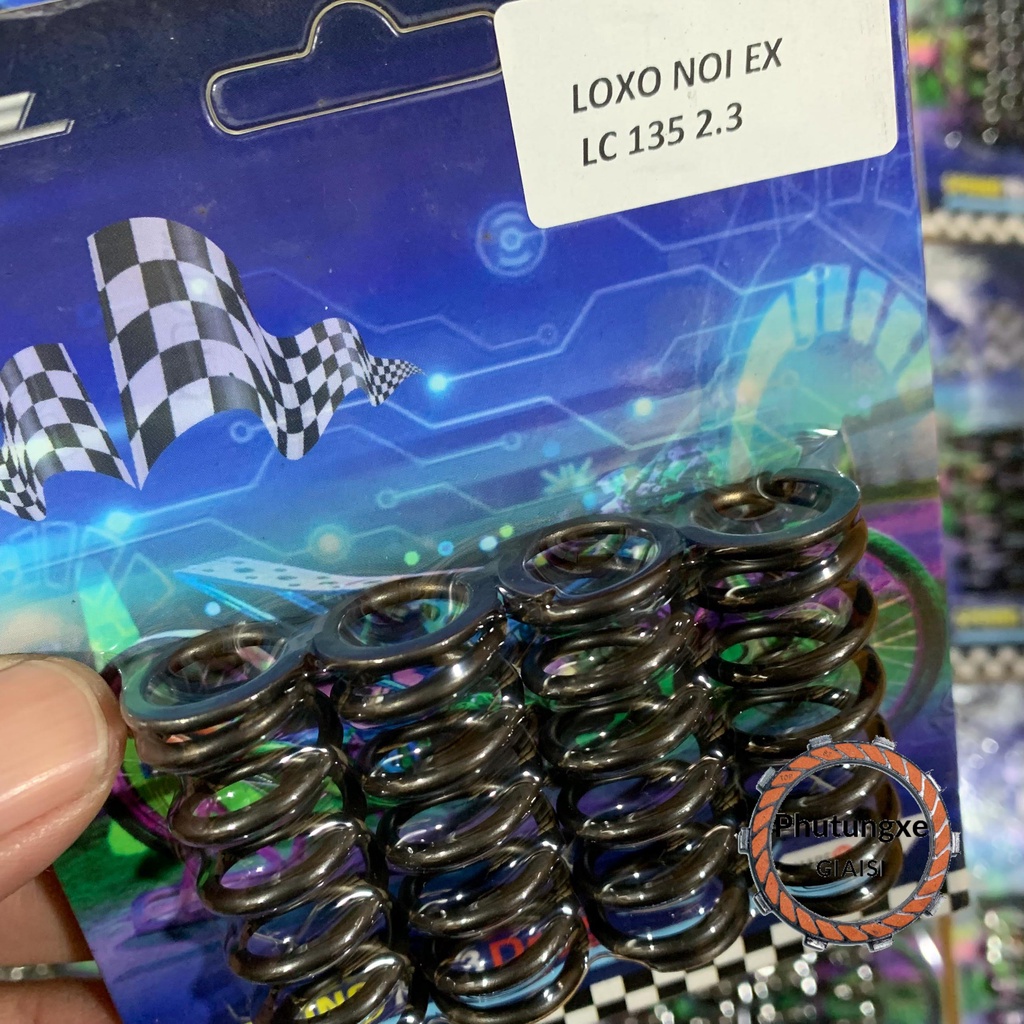 LOXO NOI EX
LC 135 2.3
Phutungxe
GIAISI